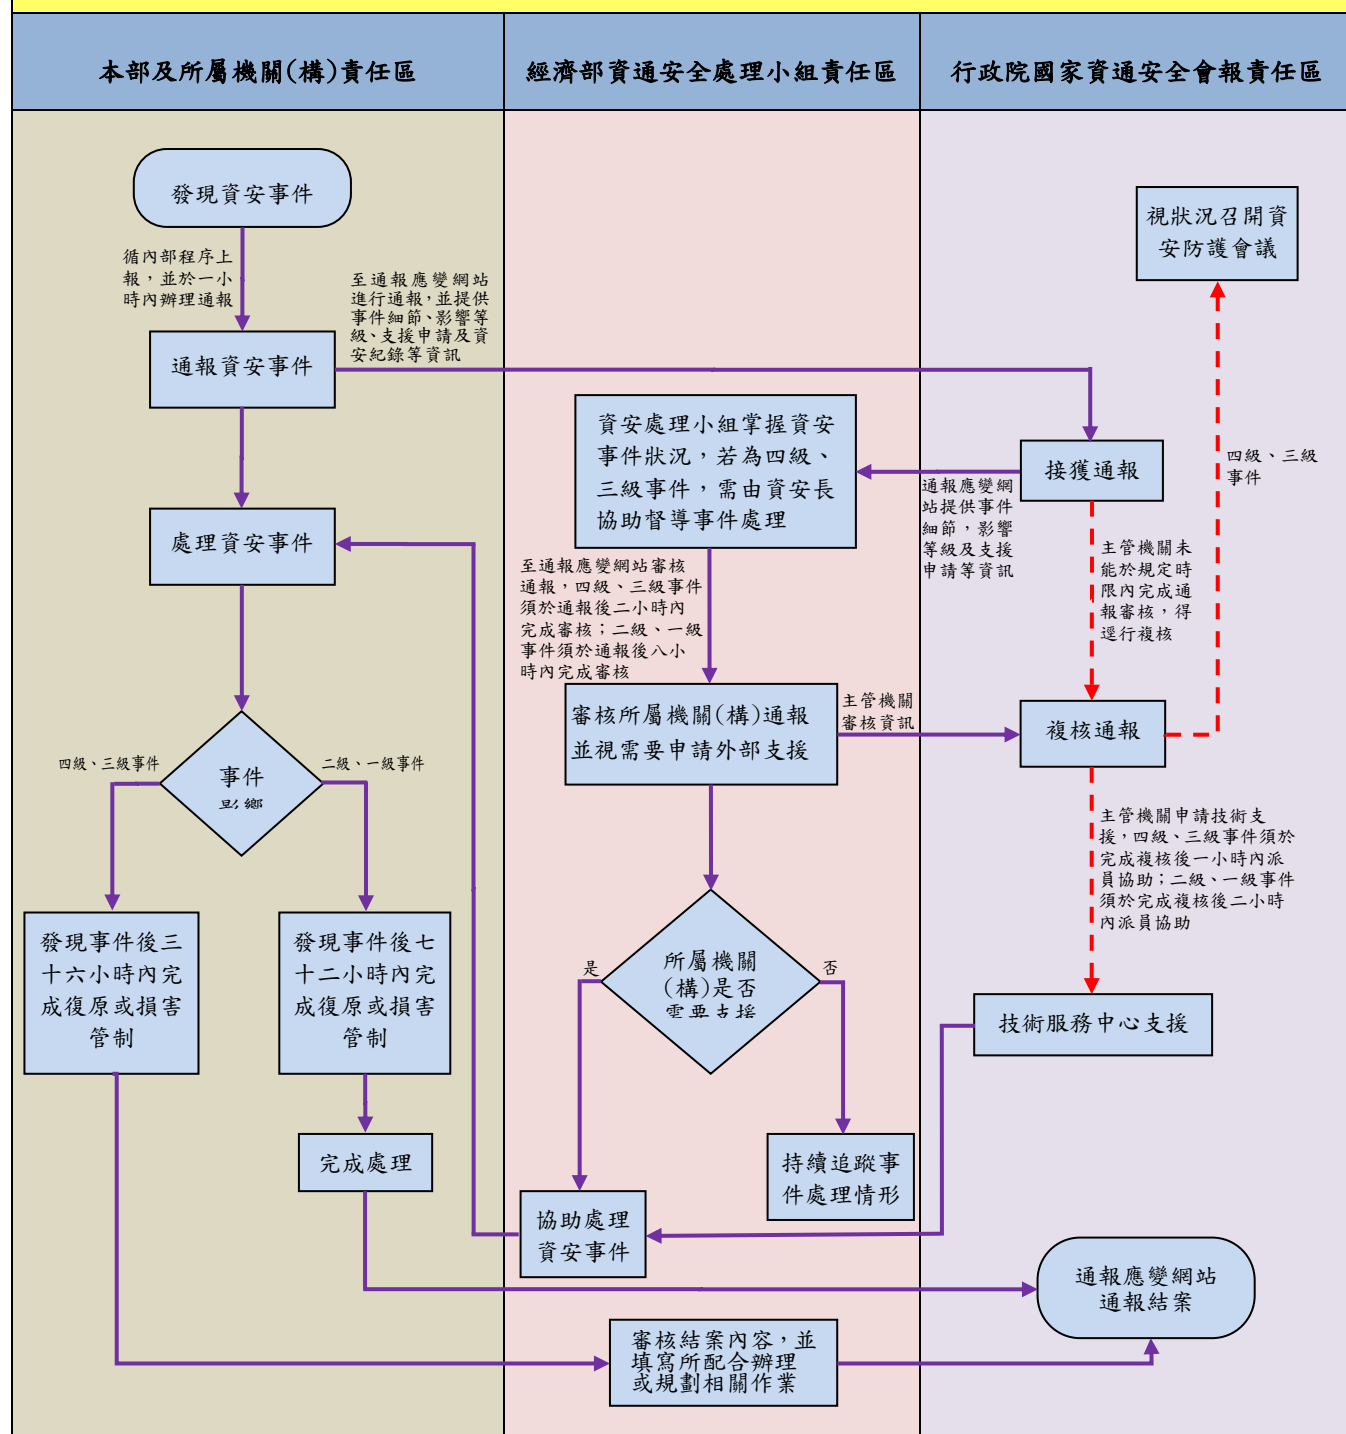 本部及所屬機關(構)責任區
經濟部資通安全處理小組責任區
行政院國家資通安全會報責任區
發現資安事件
循內部程序上
報，並於一小
時內辦理通報
通報資安事件
至通報應變網站
進行通報，並提供
事件細節、影響等
級、支援申請及資
安紀錄等資訊
處理資安事件
四級、三級事件
事件
影響
二級、一級事件
發現事件後三
十六小時內完
成復原或損害
管制
發現事件後七
十二小時內完
成復原或損害
管制
完成處理
資安處理小組掌握資安
事件狀況，若為四級、
三級事件，需由資安長
協助督導事件處理
至通報應變網站審核
通報，四級、三級事件
須於通報後二小時內
完成審核；二級、一級
事件須於通報後八小
時內完成審核
審核所屬機關(構)通報
並視需要申請外部支援
主管機關
審核資訊
是
所屬機關
(構)是否
需要支援
否
持續追蹤事
件處理情形
協助處理
資安事件
審核結案內容，並
填寫所配合辦理
或規劃相關作業
視狀況召開資
安防護會議
接獲通報
四級、三級
事件
通報應變網
站提供事件
細節，影響
等級及支援
申請等資訊
主管機關未
能於規定時
限內完成通
報審核，得
逕行複核
複核通報
主管機關申請技術支
援，四級、三級事件須於
完成複核後一小時內派
員協助；二級、一級事件
須於完成複核後二小時
內派員協助
技術服務中心支援
通報應變網站
通報結案